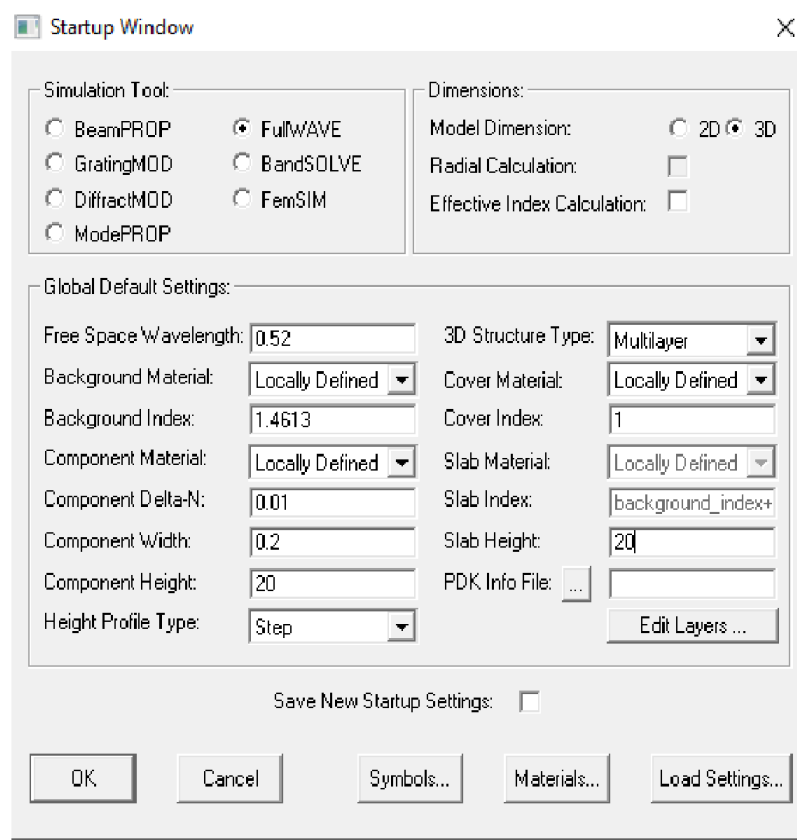 Startup Window
Simulation Tool:
BeamPROP FullWAVE
GratingMOD BandSOLVE
DiffractMOD FemSIM
ModePROP
Dimensions:
Model Dimension: 2D 3D
Radial Calculation:
Effective Index Calculation:
Global Default Settings:
Free Space Wavelength: 0.52 3D Structure Type: Multilayer
Background Material: Locally Defined Cover Material: Locally Defined
Background Index: 1.4613 Cover Index: 1
Component Material: Locally Defined Slab Material: Locally Defined
Component Delta-N: 0.01 Slab Index: background_index+
Component Width: 0.2 Slab Height: 20
Component Height: 20 PDK Info File: ...
Height Profile Type: Step Edit Layers ...
Save New Startup Settings:
OK Cancel Symbols... Materials... Load Settings...